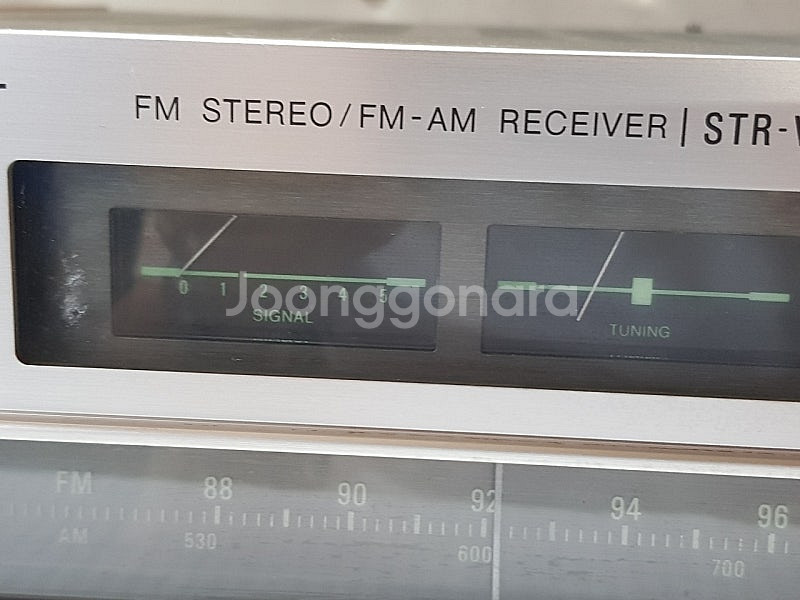 FM STEREO/FM-AM RECEIVER | STR-
0 1 2 3 4 5
SIGNAL
TUNING
Joonggonara
FM 88 90 92 94 96
AM 530 600 700